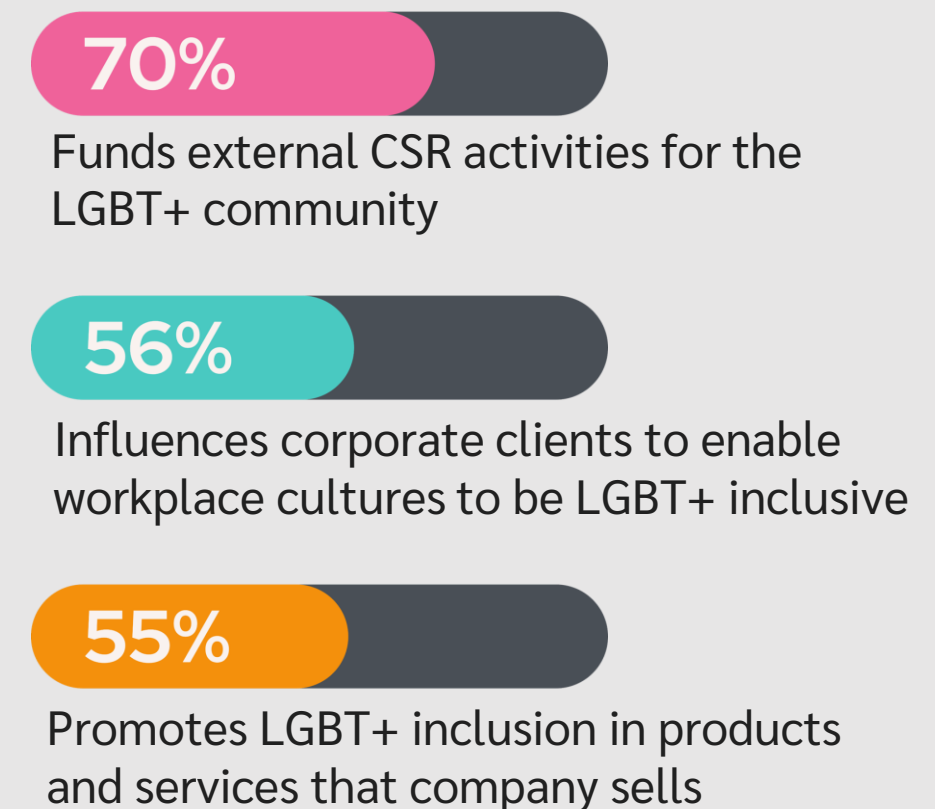 70%
Funds external CSR activities for the
LGBT+ community
56%
Influences corporate clients to enable
workplace cultures to be LGBT+ inclusive
55%
Promotes LGBT+ inclusion in products
and services that company sells